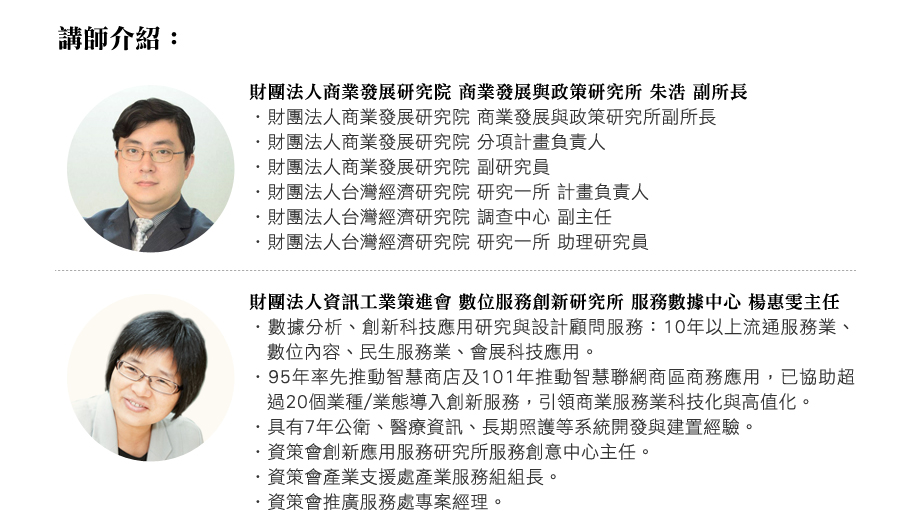 講師介紹：
財團法人商業發展研究院 商業發展與政策研究所 朱浩 副所長
・財團法人商業發展研究院 商業發展與政策研究所副所長
・財團法人商業發展研究院 分項計畫負責人
・財團法人商業發展研究院 副研究員
・財團法人台灣經濟研究院 研究一所 計畫負責人
・財團法人台灣經濟研究院 調查中心 副主任
・財團法人台灣經濟研究院 研究一所 助理研究員
財團法人資訊工業策進會 數位服務創新研究所 服務數據中心 楊惠雯主任
・數據分析、創新科技應用研究與設計顧問服務：10年以上流通服務業、
數位內容、民生服務業、會展科技應用。
・95年率先推動智慧商店及101年推動智慧聯網商區商務應用，已協助超
過20個業種/業態導入創新服務，引領商業服務業科技化與高值化。
・具有7年公衛、醫療資訊、長期照護等系統開發與建置經驗。
・資策會創新應用服務研究所服務創意中心主任。
・資策會產業支援處產業服務組組長。
・資策會推廣服務處專案經理。